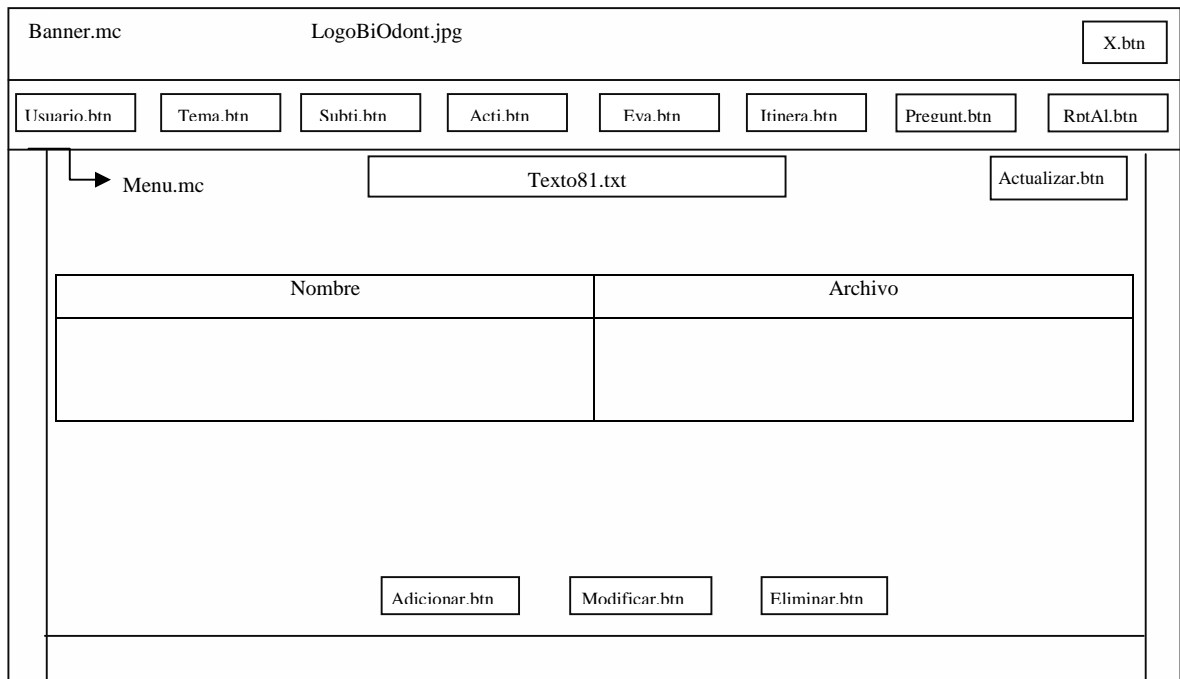 Banner.mc LogoBiOdont.jpg X.btn
Usuario.btn Tema.btn Subti.btn Acti.btn Eva.btn Itinera.btn Pregunt.btn RptAl.btn
Menu.mc Texto81.txt Actualizar.btn
Nombre Archivo
Adicionar.btn Modificar.btn Eliminar.btn